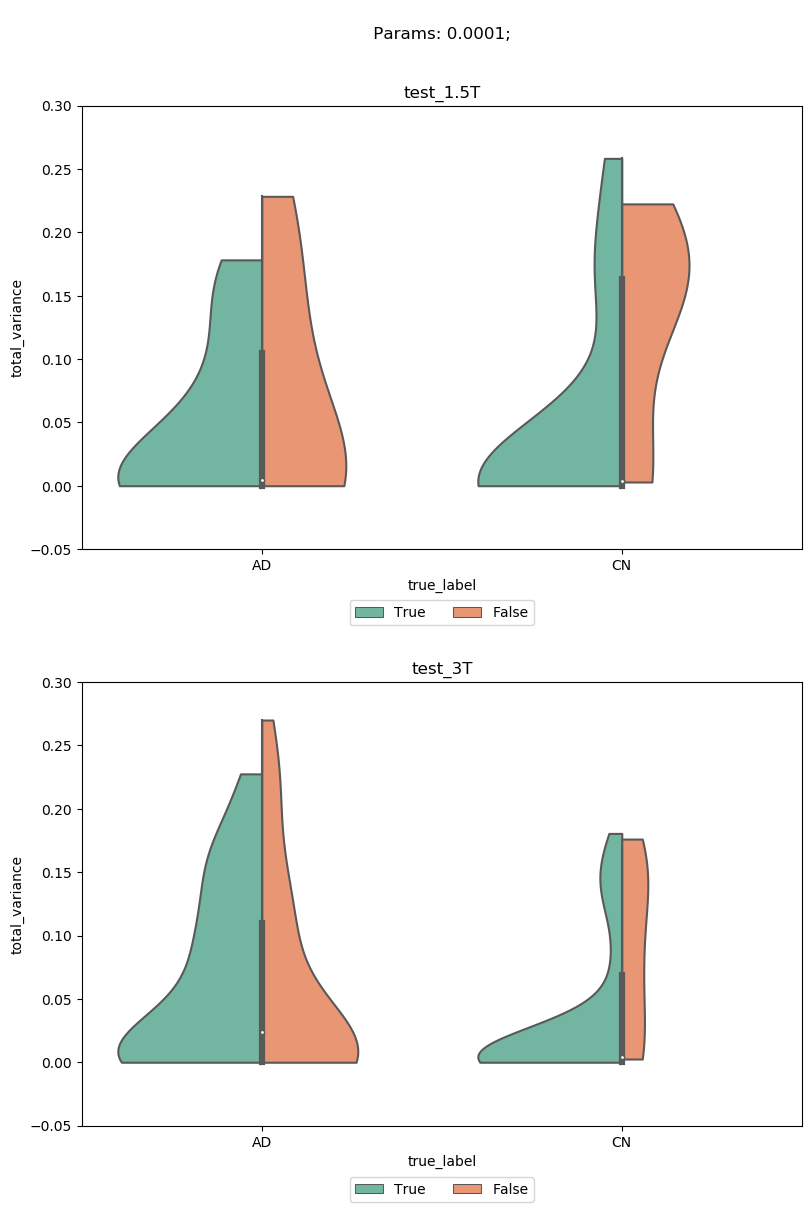 Params: 0.0001;
test_1.5T
0.30
0.25
0.20
0.15
0.10
0.05
0.00
−0.05
total_variance
AD CN
true_label
True False
test_3T
0.30
0.25
0.20
0.15
0.10
0.05
0.00
−0.05
total_variance
AD CN
true_label
True False